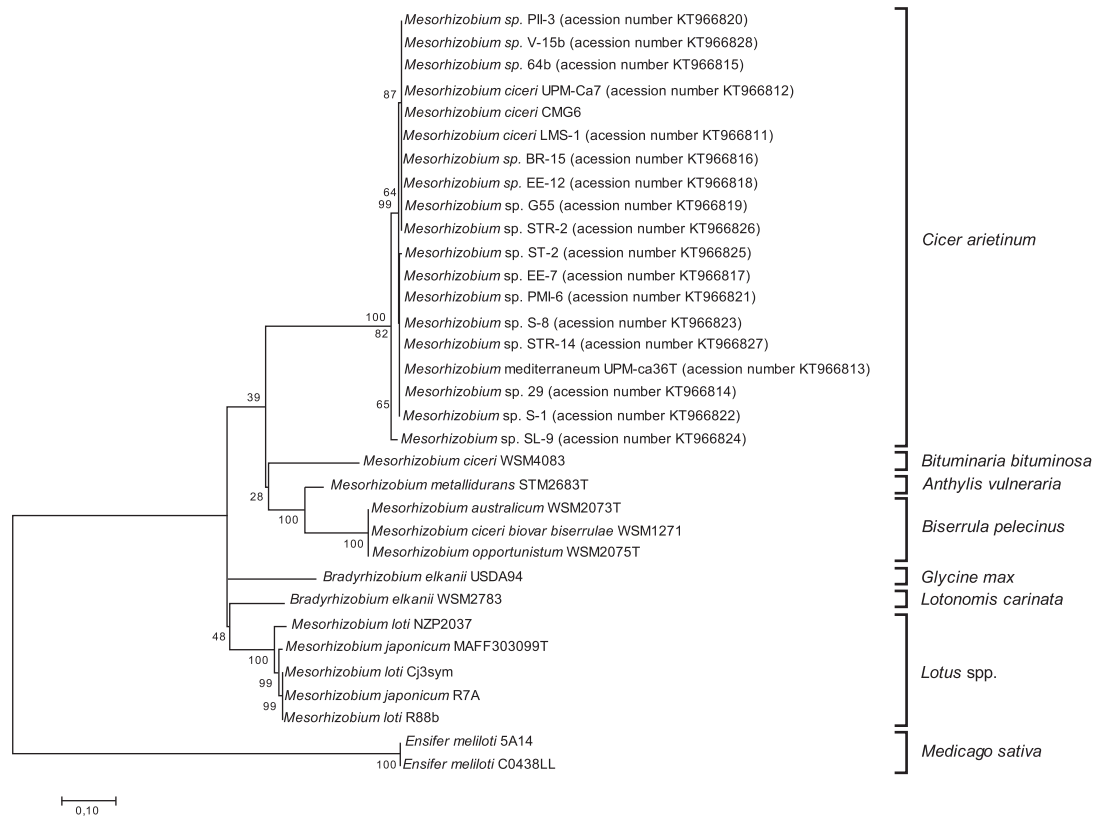 Mesorhizobium sp. PII-3 (acession number KT966820)
Mesorhizobium sp. V-15b (acession number KT966828)
Mesorhizobium sp. 64b (acession number KT966815)
Mesorhizobium ciceri UPM-Ca7 (acession number KT966812)
87
Mesorhizobium ciceri CMG6
Mesorhizobium ciceri LMS-1 (acession number KT966811)
Mesorhizobium sp. BR-15 (acession number KT966816)
Mesorhizobium sp. EE-12 (acession number KT966818)
64
99
Mesorhizobium sp. G55 (acession number KT966819)
Mesorhizobium sp. STR-2 (acession number KT966826)
Cicer arietinum
Mesorhizobium sp. ST-2 (acession number KT966825)
Mesorhizobium sp. EE-7 (acession number KT966817)
Mesorhizobium sp. PMI-6 (acession number KT966821)
100
Mesorhizobium sp. S-8 (acession number KT966823)
82
Mesorhizobium sp. STR-14 (acession number KT966827)
Mesorhizobium mediterraneum UPM-ca36T (acession number KT966813)
Mesorhizobium sp. 29 (acession number KT966814)
39
65
Mesorhizobium sp. S-1 (acession number KT966822)
Mesorhizobium sp. SL-9 (acession number KT966824)
Mesorhizobium ciceri WSM4083
Bituminaria bituminosa
Mesorhizobium metallidurans STM2683T
Anthylis vulneraria
28
Mesorhizobium australicum WSM2073T
100
Mesorhizobium ciceri biovar biserrulae WSM1271
Biserrula pelecinus
100
Mesorhizobium opportunistum WSM2075T
Bradyrhizobium elkanii USDA94
Glycine max
Bradyrhizobium elkanii WSM2783
Lotonomis carinata
Mesorhizobium loti NZP2037
48
Mesorhizobium japonicum MAFF303099T
100
Mesorhizobium loti Cj3sym
Lotus spp.
99
Mesorhizobium japonicum R7A
99
Mesorhizobium loti R88b
Ensifer meliloti 5A14
Medicago sativa
100
Ensifer meliloti C0438LL
0,10